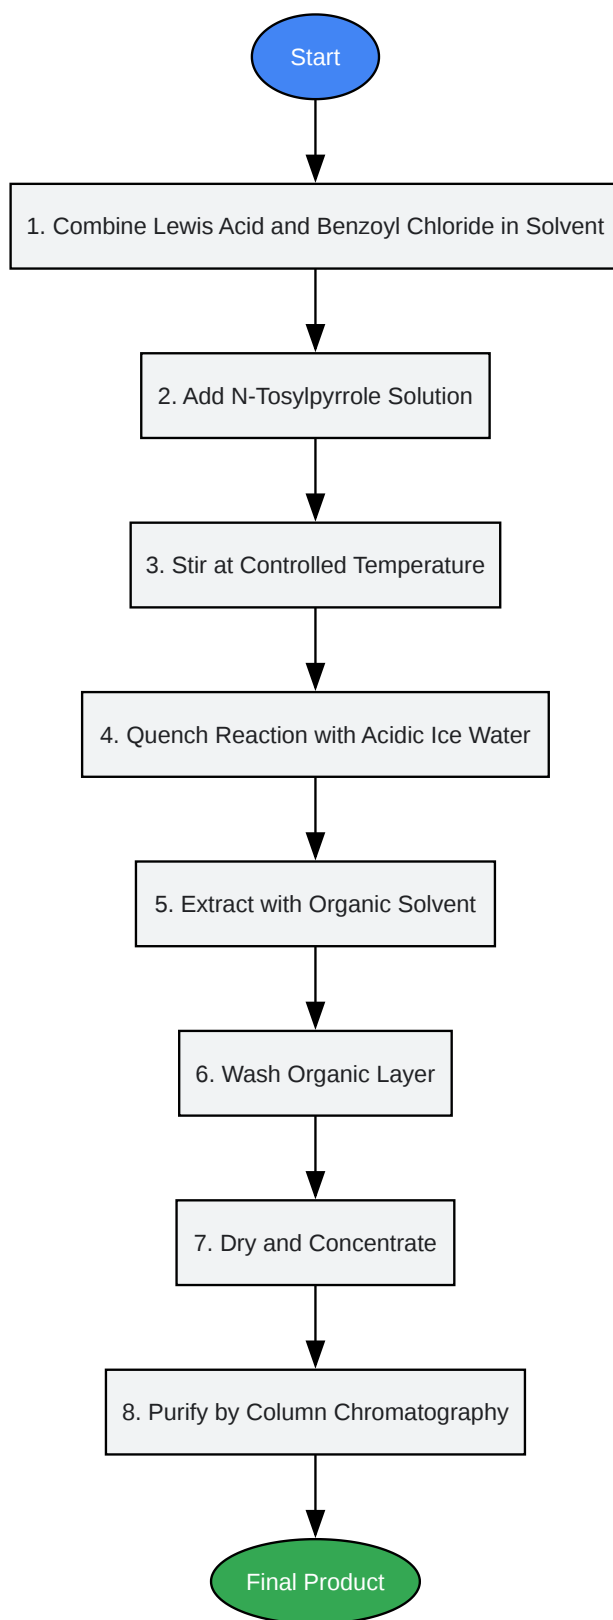 Start
1. Combine Lewis Acid and Benzoyl Chloride in Solvent
2. Add N-Tosylpyrrole Solution
3. Stir at Controlled Temperature
4. Quench Reaction with Acidic Ice Water
5. Extract with Organic Solvent
6. Wash Organic Layer
7. Dry and Concentrate
8. Purify by Column Chromatography
Final Product